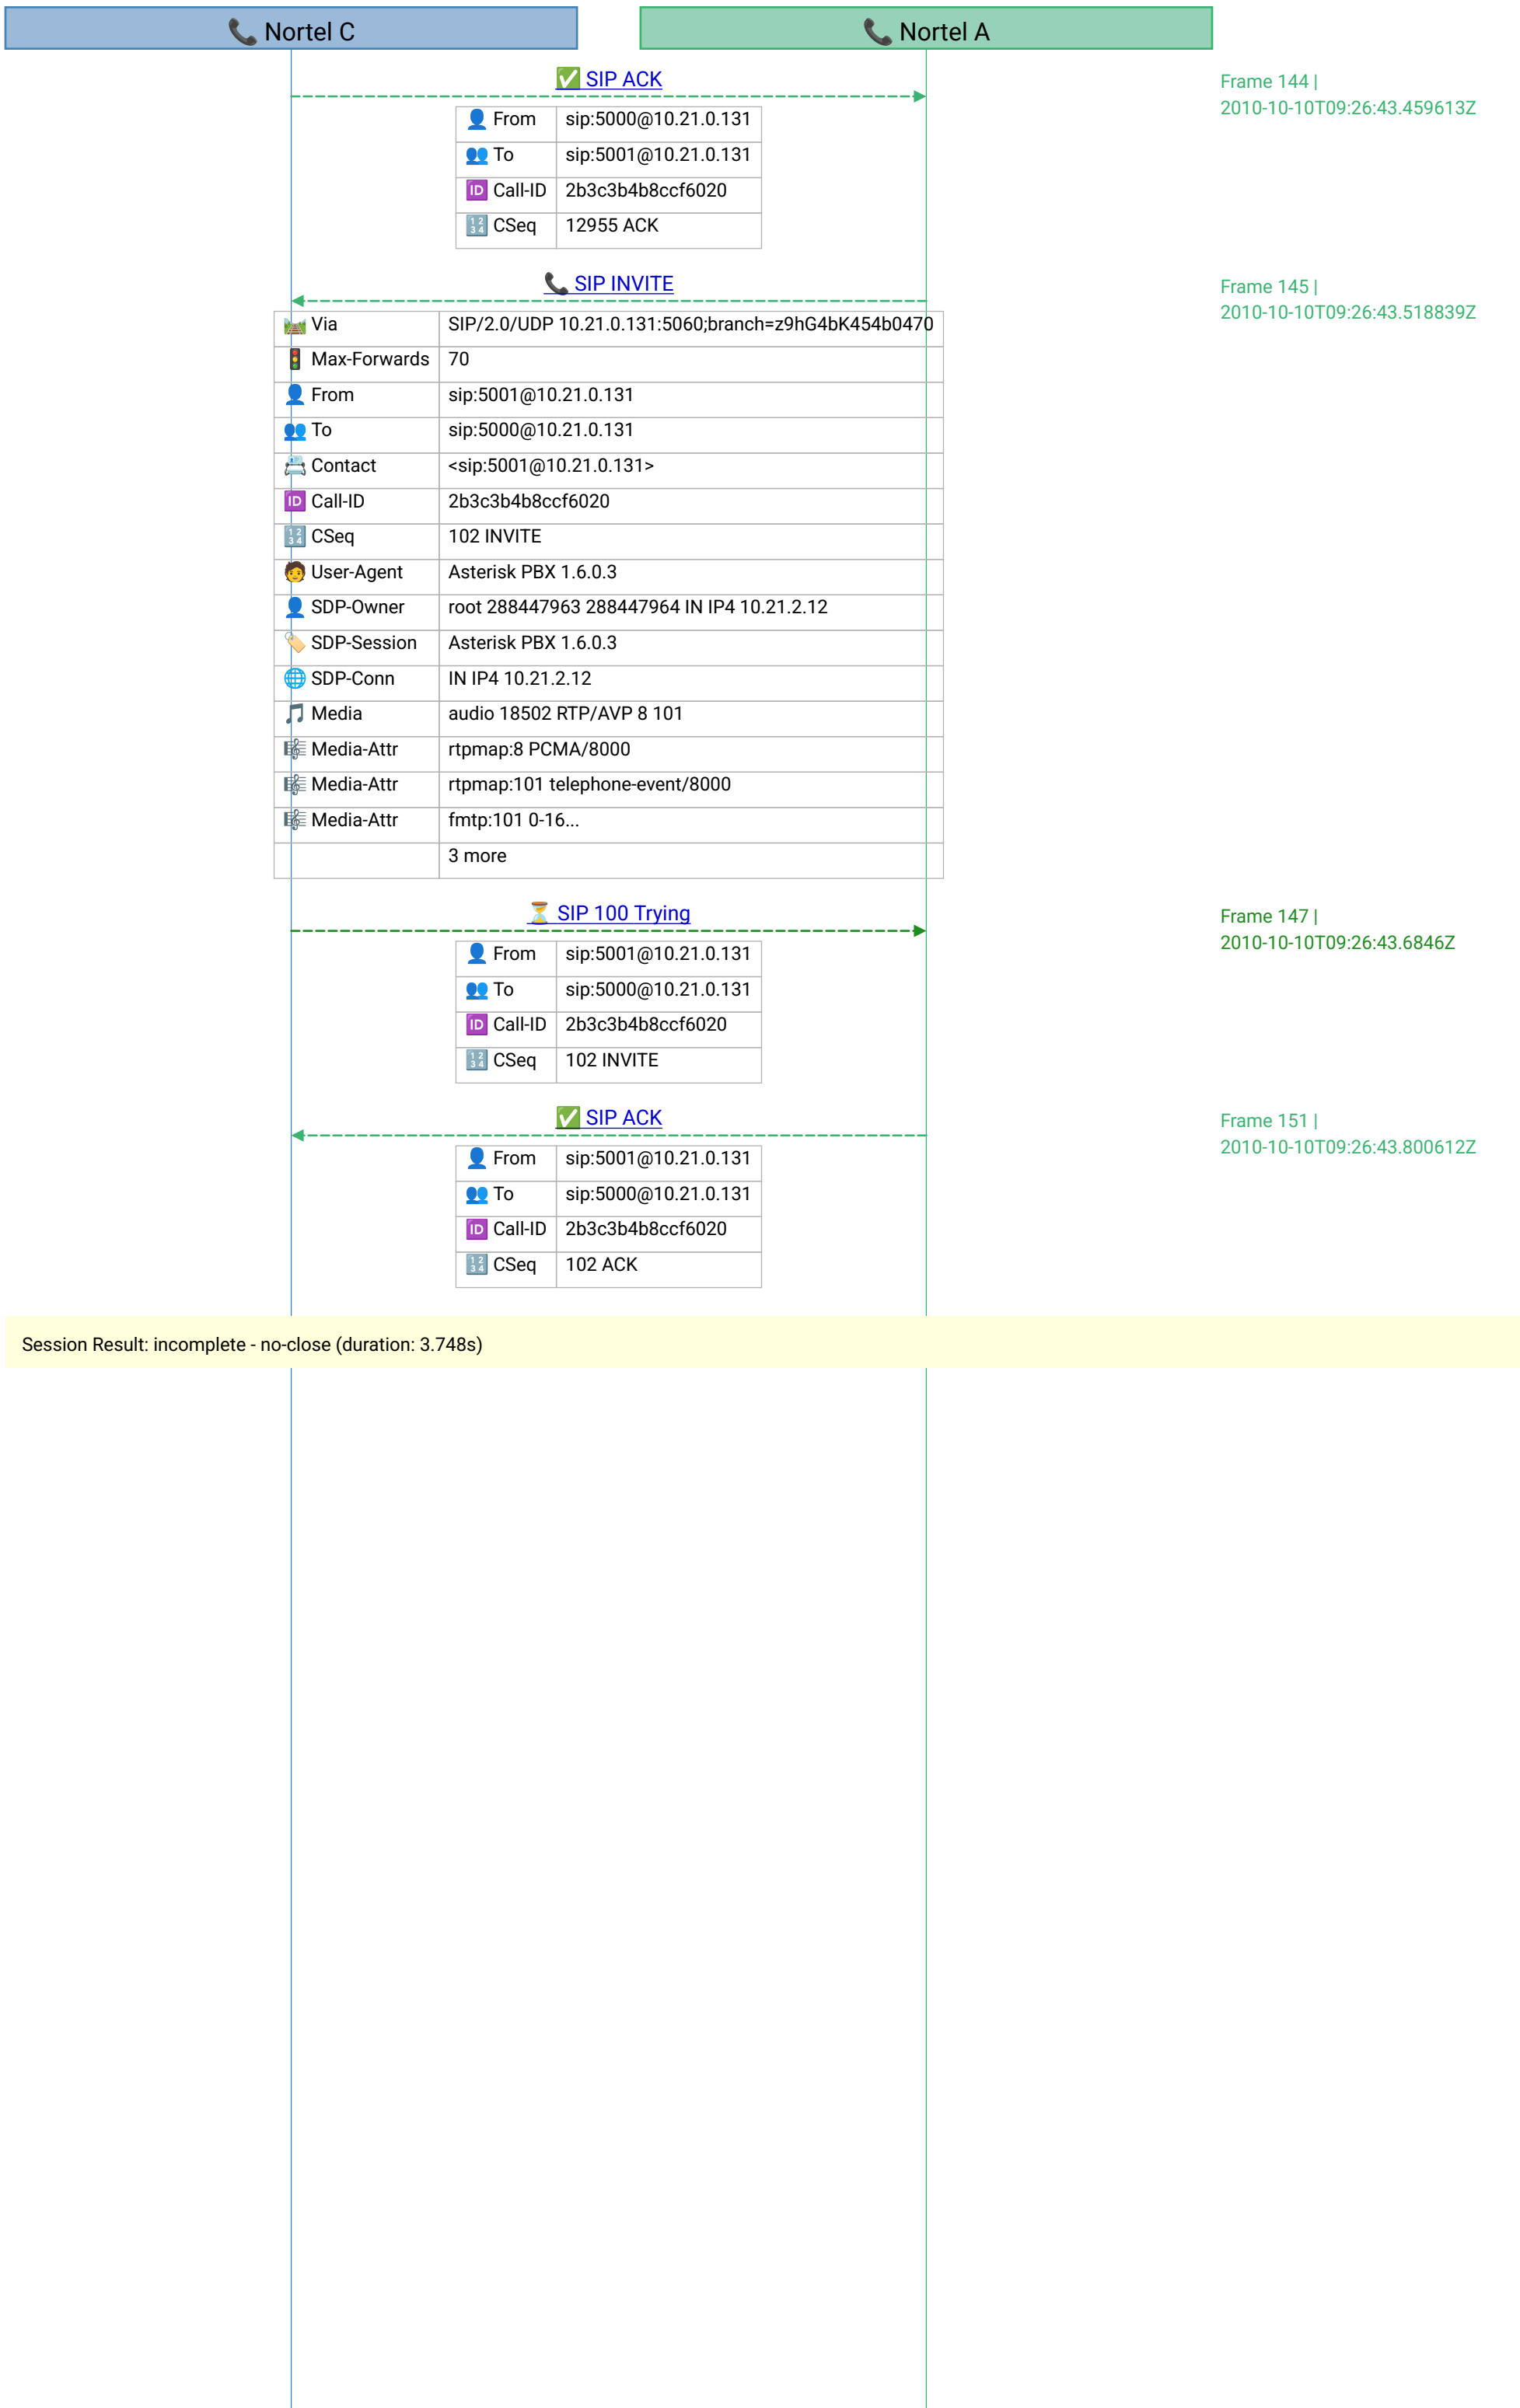 📞 Nortel C
📞 Nortel A
✅ SIP ACK
Frame 144 |
2010-10-10T09:26:43.459613Z
👤 From sip:5000@10.21.0.131
👥 To sip:5001@10.21.0.131
🆔 Call-ID 2b3c3b4b8ccf6020
🔢 CSeq 12955 ACK
📞 SIP INVITE
Frame 145 |
2010-10-10T09:26:43.518839Z
🛤️ Via SIP/2.0/UDP 10.21.0.131:5060;branch=z9hG4bK454b0470
🚦 Max-Forwards 70
👤 From sip:5001@10.21.0.131
👥 To sip:5000@10.21.0.131
📇 Contact <sip:5001@10.21.0.131>
🆔 Call-ID 2b3c3b4b8ccf6020
🔢 CSeq 102 INVITE
🧑 User-Agent Asterisk PBX 1.6.0.3
👤 SDP-Owner root 288447963 288447964 IN IP4 10.21.2.12
🏷️ SDP-Session Asterisk PBX 1.6.0.3
🌐 SDP-Conn IN IP4 10.21.2.12
🎵 Media audio 18502 RTP/AVP 8 101
🎼 Media-Attr rtpmap:8 PCMA/8000
🎼 Media-Attr rtpmap:101 telephone-event/8000
🎼 Media-Attr fmtp:101 0-16...
3 more
⏳ SIP 100 Trying
Frame 147 |
2010-10-10T09:26:43.6846Z
👤 From sip:5001@10.21.0.131
👥 To sip:5000@10.21.0.131
🆔 Call-ID 2b3c3b4b8ccf6020
🔢 CSeq 102 INVITE
✅ SIP ACK
Frame 151 |
2010-10-10T09:26:43.800612Z
👤 From sip:5001@10.21.0.131
👥 To sip:5000@10.21.0.131
🆔 Call-ID 2b3c3b4b8ccf6020
🔢 CSeq 102 ACK
Session Result: incomplete - no-close (duration: 3.748s)